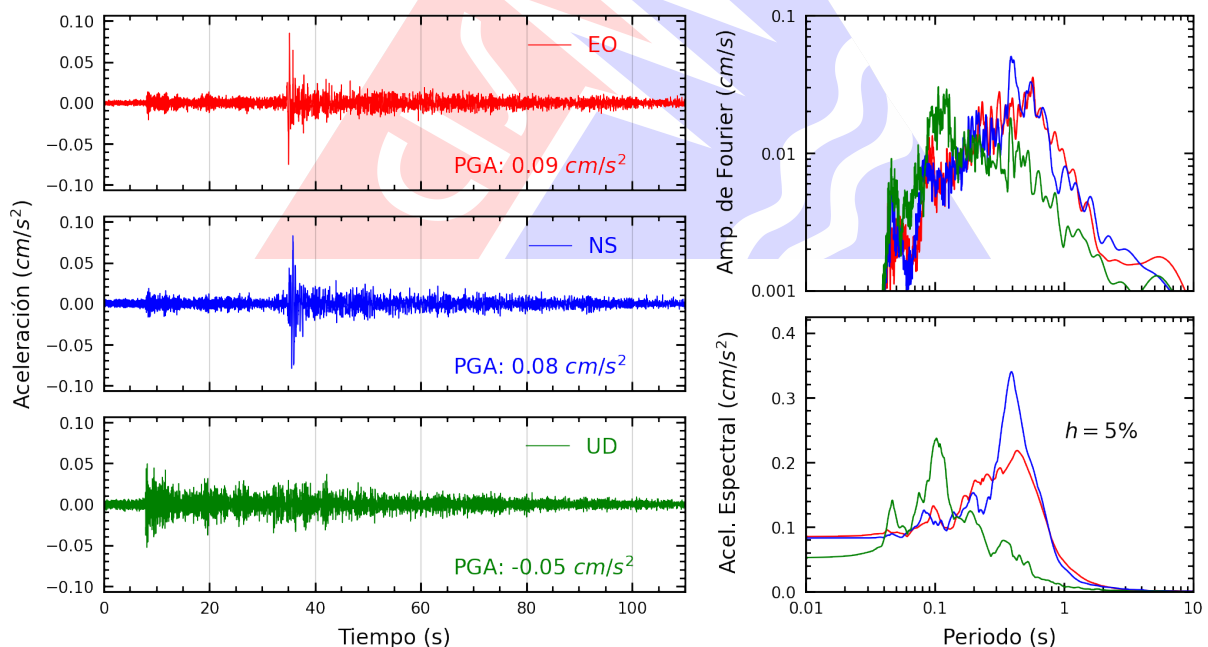 Aceleración (cm/s²)
0.10
0.05
0.00
−0.05
−0.10
EO
PGA: 0.09 cm/s²
0.10
0.05
0.00
−0.05
−0.10
NS
PGA: 0.08 cm/s²
0.10
0.05
0.00
−0.05
−0.10
UD
PGA: -0.05 cm/s²
0 20 40 60 80 100
Tiempo (s)
Amp. de Fourier (cm/s)
0.1
0.01
0.001
Acel. Espectral (cm/s²)
0.4
0.3
0.2
0.1
0.0
h = 5%
0.01 0.1 1 10
Periodo (s)